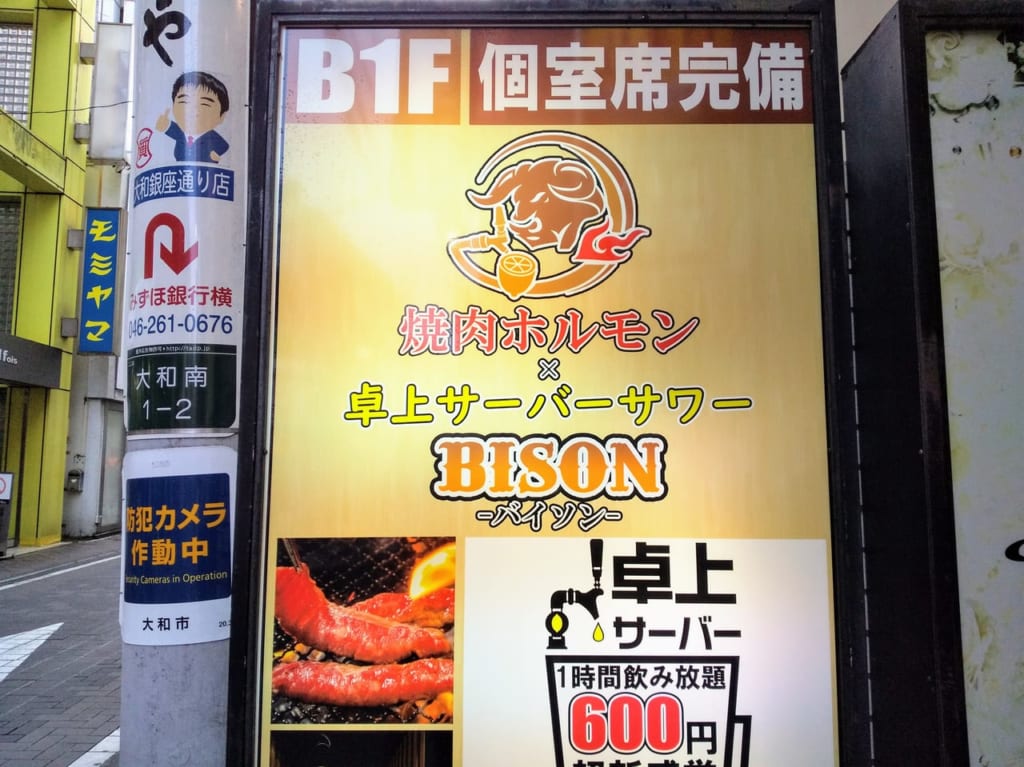 B1F 個室席完備
焼肉ホルモン
×
卓上サーバーサワー
BISON
-バイソン-
卓上
サーバー
1時間飲み放題
600円
や
買
大和銀座通り店
みずほ銀行横
046-261-0676
大和南
1-2
防犯カメラ
作動中
Security Cameras in Operation
大和市
モミヤマ